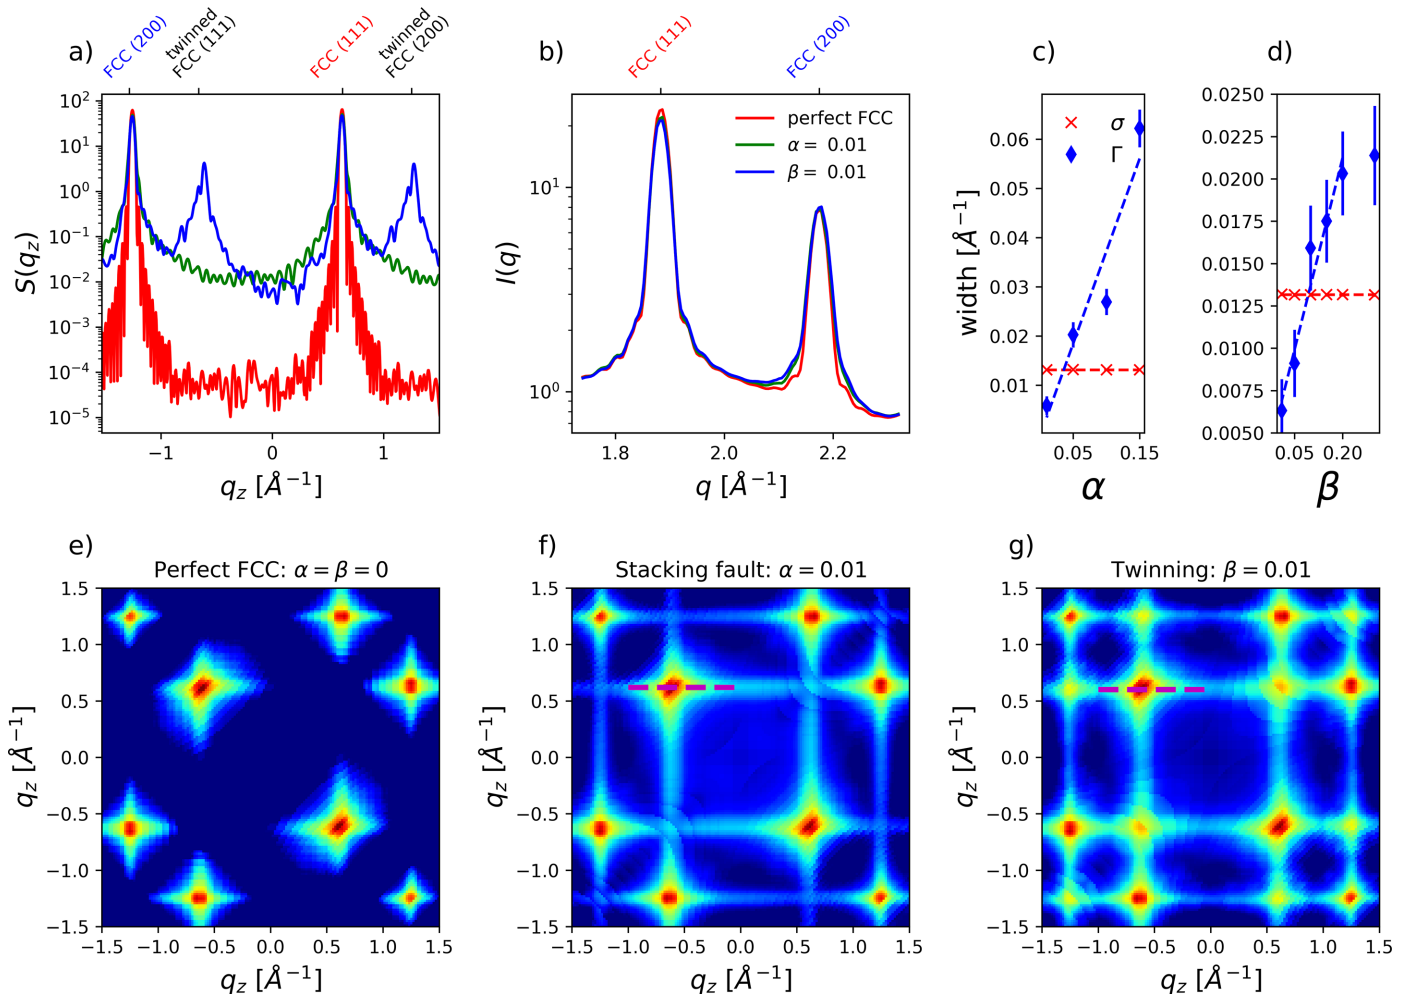 a)
FCC (200)
twinned
FCC (111)
FCC (111)
twinned
FCC (200)
10²
10¹
10⁰
10⁻¹
10⁻²
10⁻³
10⁻⁴
10⁻⁵
S(q_z)
−1
0
1
q_z [Å⁻¹]
b)
FCC (111)
FCC (200)
perfect FCC
α = 0.01
β = 0.01
10¹
10⁰
I(q)
1.8
2.0
2.2
q [Å⁻¹]
c)
σ
Γ
0.06
0.05
0.04
0.03
0.02
0.01
width [Å⁻¹]
0.05
0.15
α
d)
0.0250
0.0225
0.0200
0.0175
0.0150
0.0125
0.0100
0.0075
0.0050
0.05
0.20
β
e)
Perfect FCC: α = β = 0
1.5
1.0
0.5
0.0
−0.5
−1.0
−1.5
q_z [Å⁻¹]
−1.5
−1.0
−0.5
0.0
0.5
1.0
1.5
q_z [Å⁻¹]
f)
Stacking fault: α = 0.01
1.5
1.0
0.5
0.0
−0.5
−1.0
−1.5
q_z [Å⁻¹]
−1.5
−1.0
−0.5
0.0
0.5
1.0
1.5
q_z [Å⁻¹]
g)
Twinning: β = 0.01
1.5
1.0
0.5
0.0
−0.5
−1.0
−1.5
q_z [Å⁻¹]
−1.5
−1.0
−0.5
0.0
0.5
1.0
1.5
q_z [Å⁻¹]